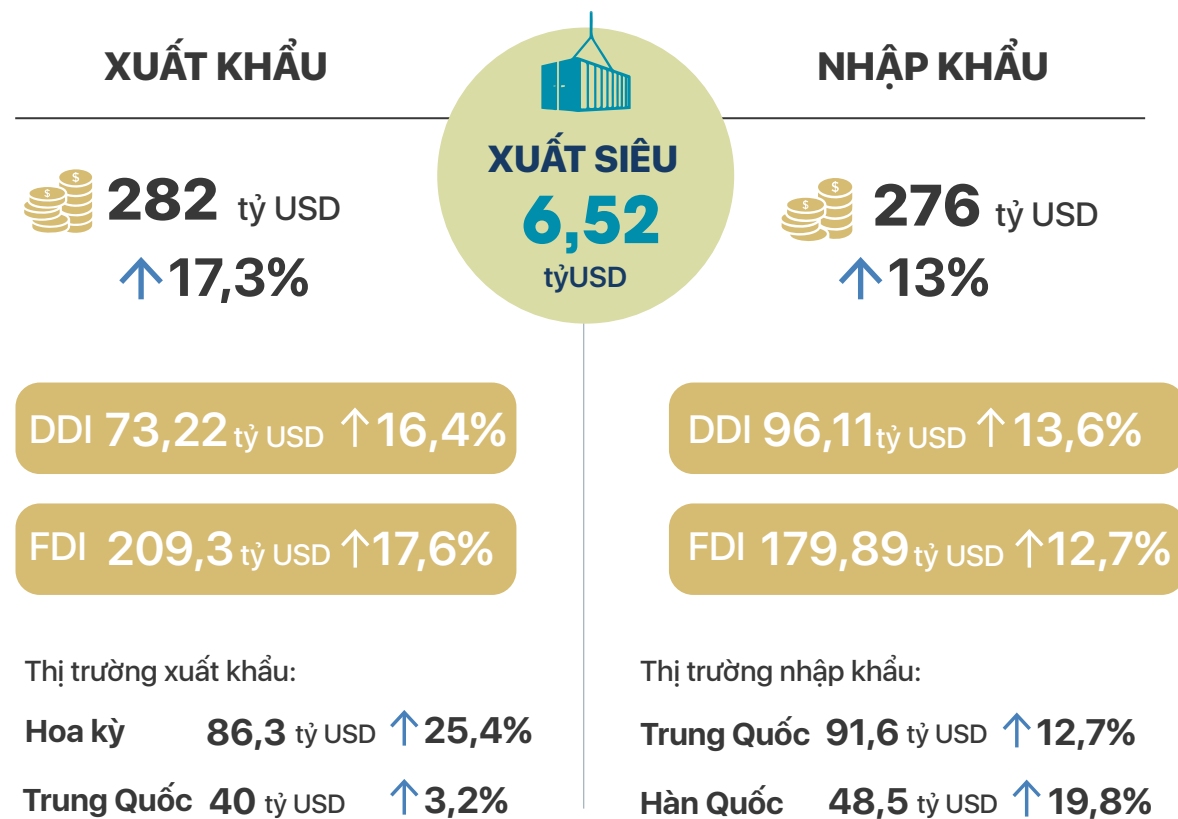 XUẤT KHẨU
282 tỷ USD
↑17,3%
DDI 73,22 tỷ USD ↑16,4%
FDI 209,3 tỷ USD ↑17,6%
Thị trường xuất khẩu:
Hoa kỳ 86,3 tỷ USD ↑25,4%
Trung Quốc 40 tỷ USD ↑3,2%
XUẤT SIÊU
6,52
tỷUSD
NHẬP KHẨU
276 tỷ USD
↑13%
DDI 96,11tỷ USD ↑13,6%
FDI 179,89 tỷ USD ↑12,7%
Thị trường nhập khẩu:
Trung Quốc 91,6 tỷ USD ↑12,7%
Hàn Quốc 48,5 tỷ USD ↑19,8%